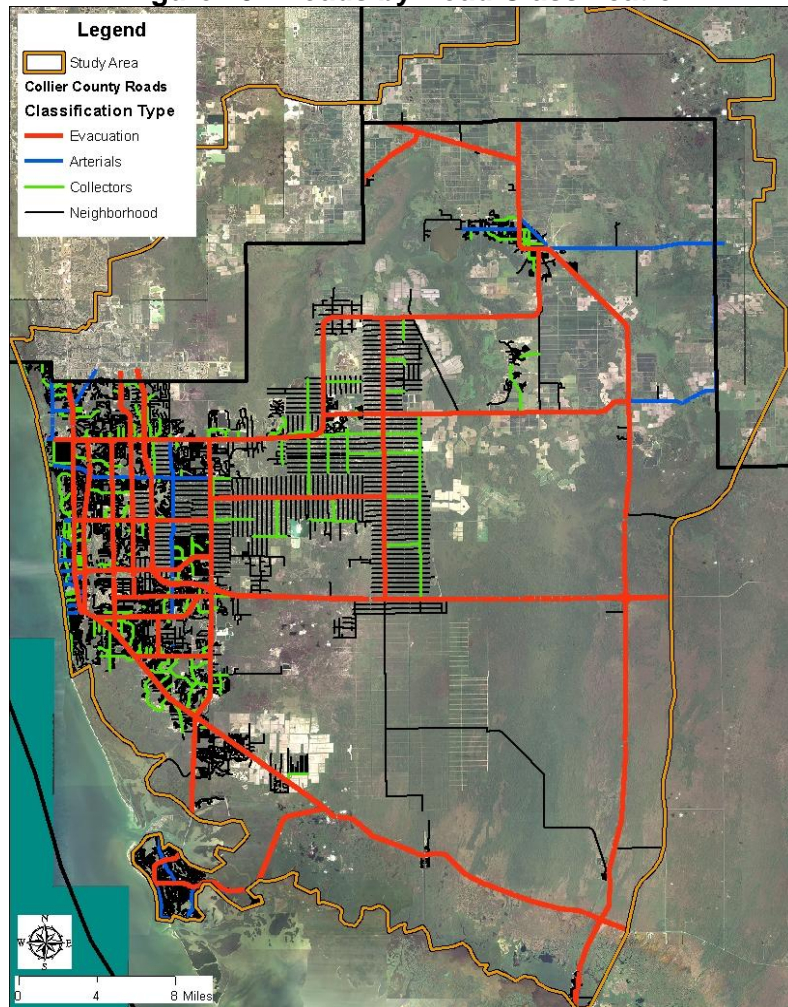 Legend
Study Area
Collier County Roads
Classification Type
Evacuation
Arterials
Collectors
Neighborhood
N
W E
S
0 4 8 Miles